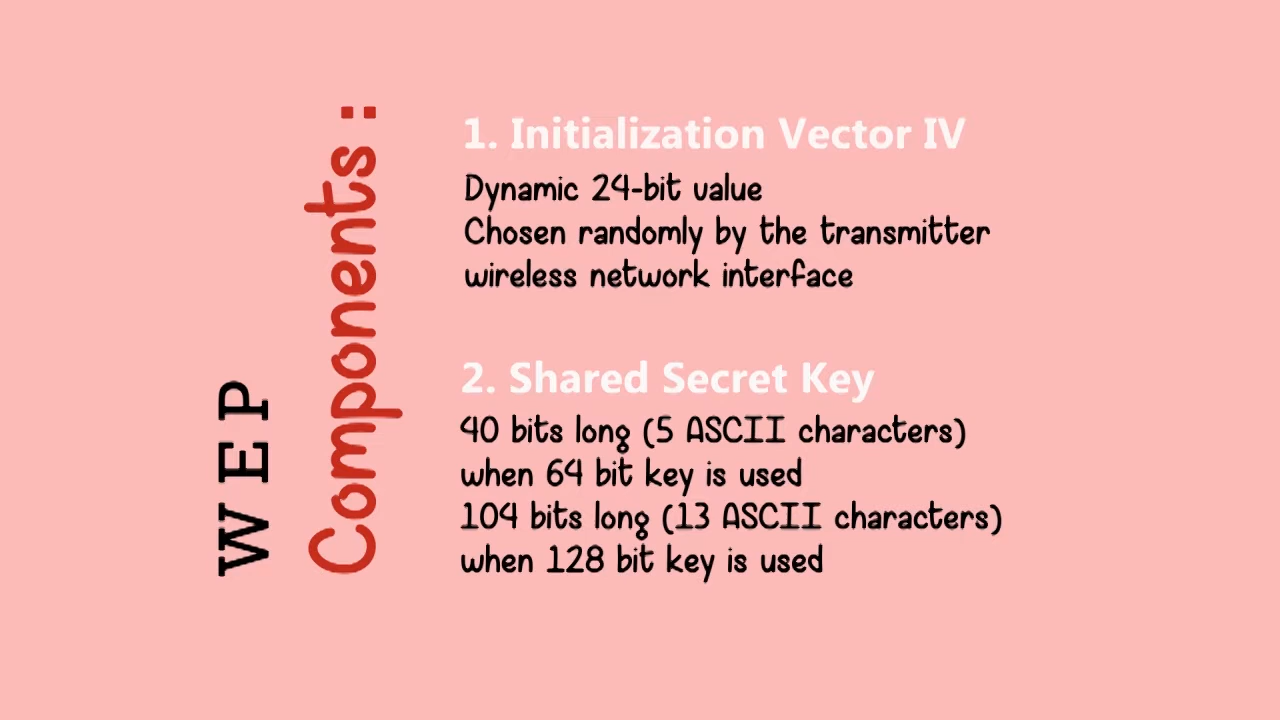 WEP
Components :
1. Initialization Vector IV
Dynamic 24-bit value
Chosen randomly by the transmitter
wireless network interface
2. Shared Secret Key
40 bits long (5 ASCII characters)
when 64 bit key is used
104 bits long (13 ASCII characters)
when 128 bit key is used